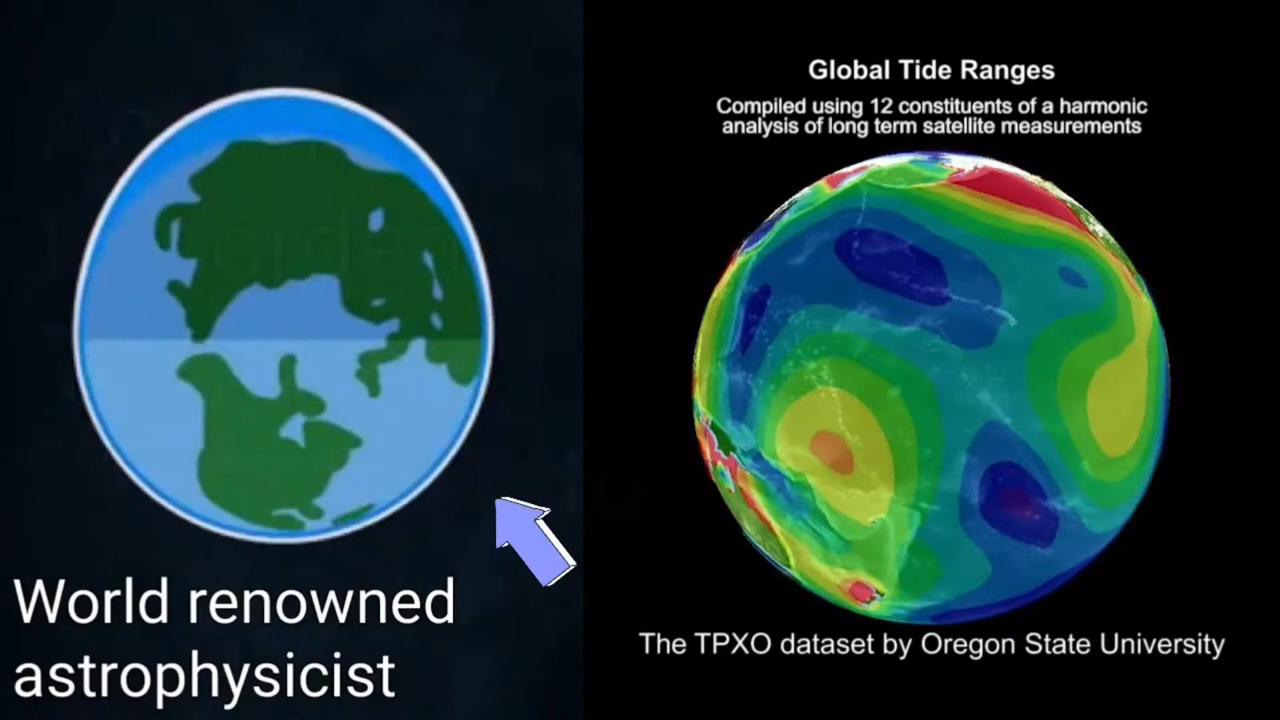 World renowned
astrophysicist
Global Tide Ranges
Compiled using 12 constituents of a harmonic
analysis of long term satellite measurements
The TPXO dataset by Oregon State University